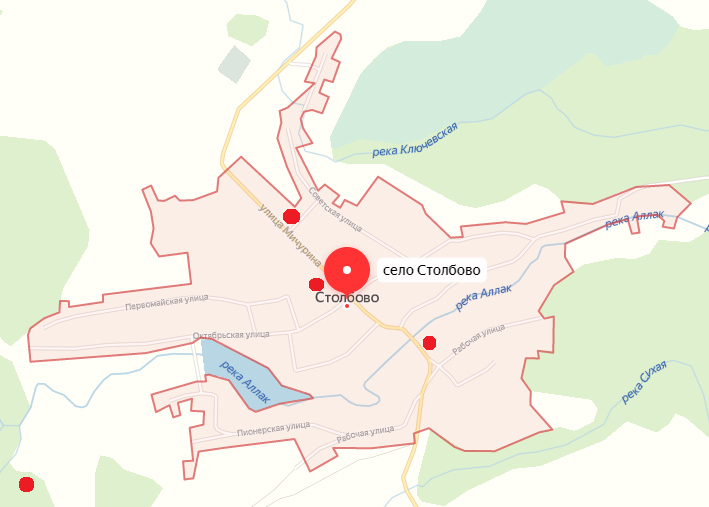 река Ключевская
Советская улица
река Аллак
улица Мичурина
село Столбово
Столбово
река Аллак
Первомайская улица
Октябрьская улица
Рабочая улица
река Аллак
река Сухая
Пионерская улица
Рабочая улица